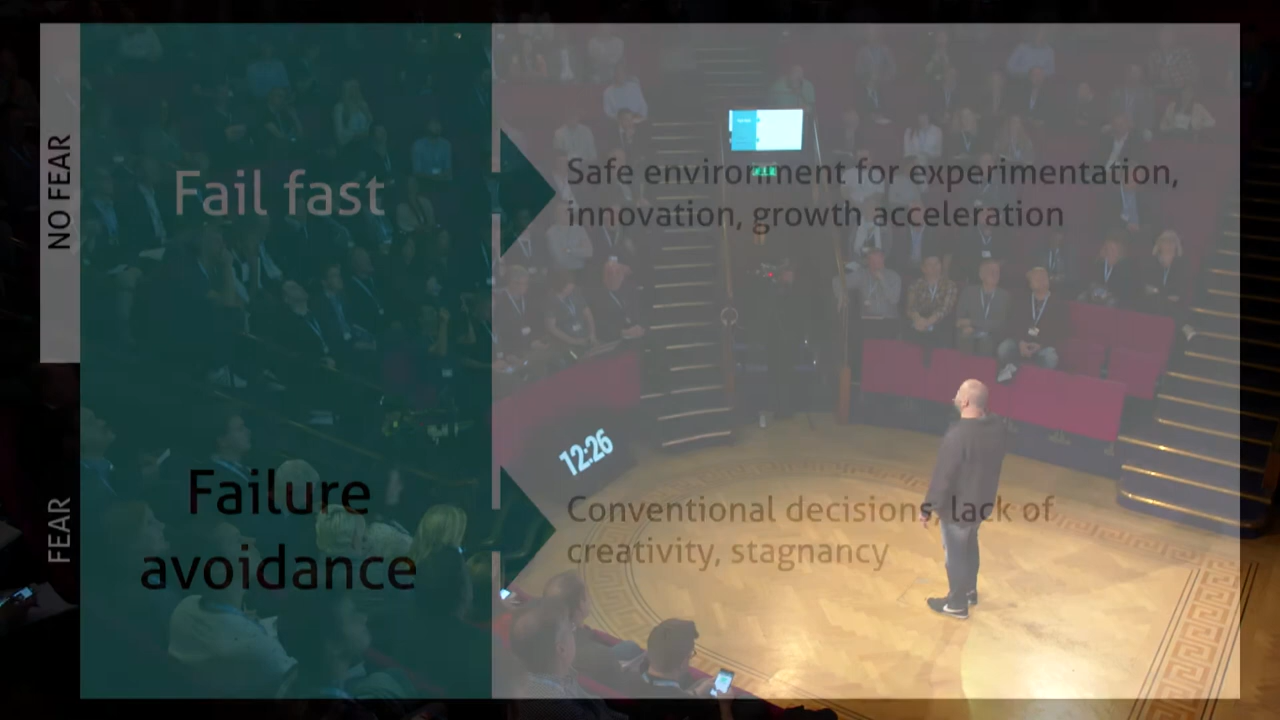 NO FEAR
Fail fast
Safe environment for experimentation,
innovation, growth acceleration
FEAR
Failure
avoidance
Conventional decisions, lack of
creativity, stagnancy
12:26